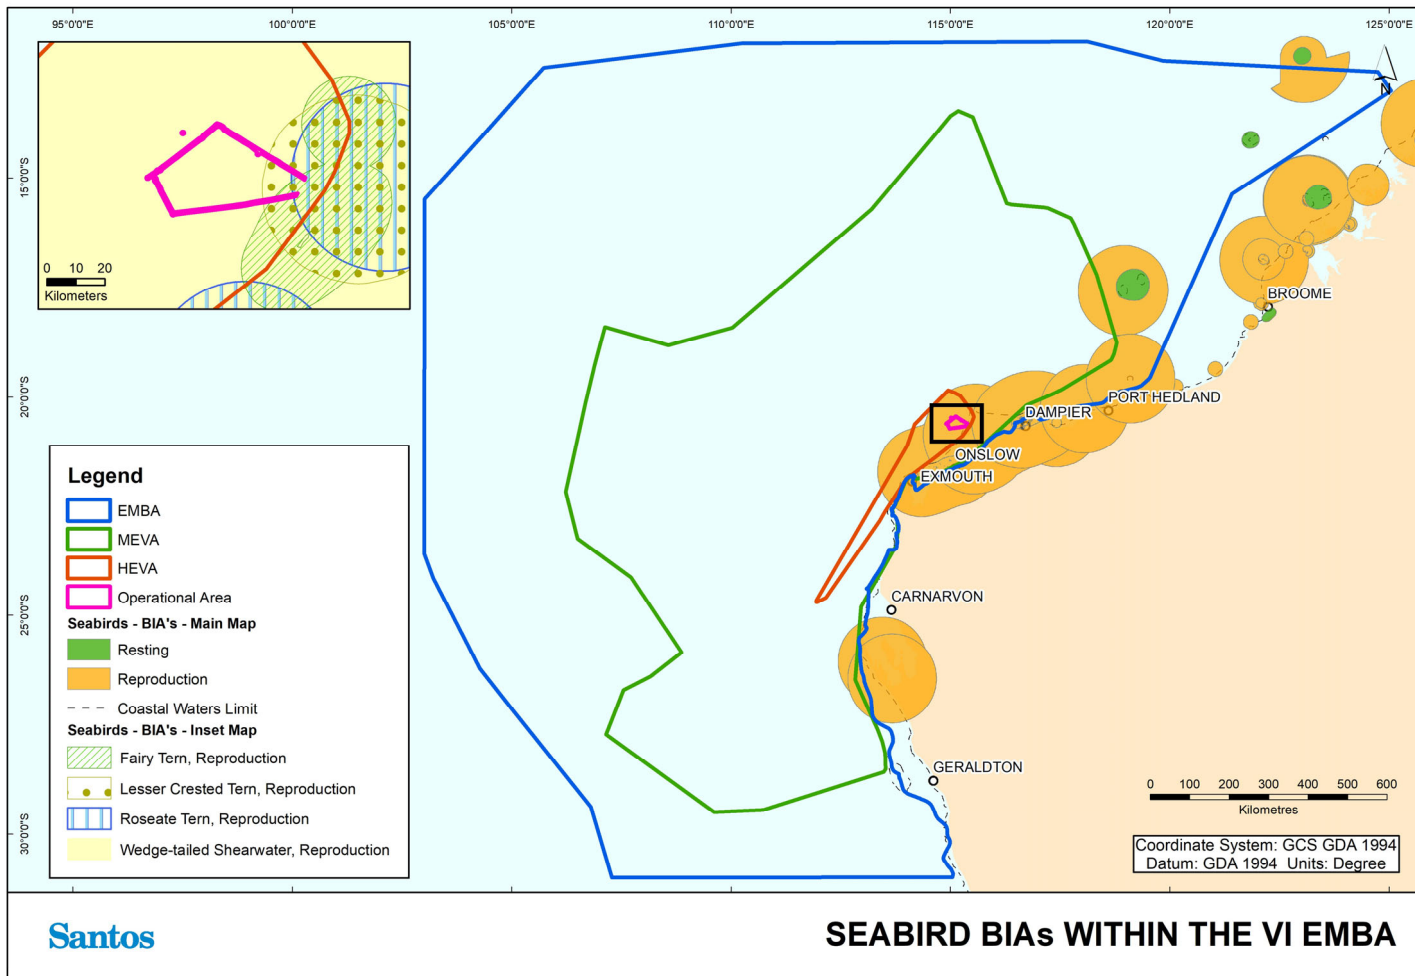 95°0'0"E
100°0'0"E
105°0'0"E
110°0'0"E
115°0'0"E
120°0'0"E
125°0'0"E
15°0'0"S
20°0'0"S
25°0'0"S
30°0'0"S
0 10 20
Kilometers
N
BROOME
PORT HEDLAND
DAMPIER
ONSLOW
EXMOUTH
CARNARVON
GERALDTON
Legend
EMBA
MEVA
HEVA
Operational Area
Seabirds - BIA's - Main Map
Resting
Reproduction
Coastal Waters Limit
Seabirds - BIA's - Inset Map
Fairy Tern, Reproduction
Lesser Crested Tern, Reproduction
Roseate Tern, Reproduction
Wedge-tailed Shearwater, Reproduction
0 100 200 300 400 500 600
Kilometres
Coordinate System: GCS GDA 1994
Datum: GDA 1994 Units: Degree
Santos
SEABIRD BIAs WITHIN THE VI EMBA